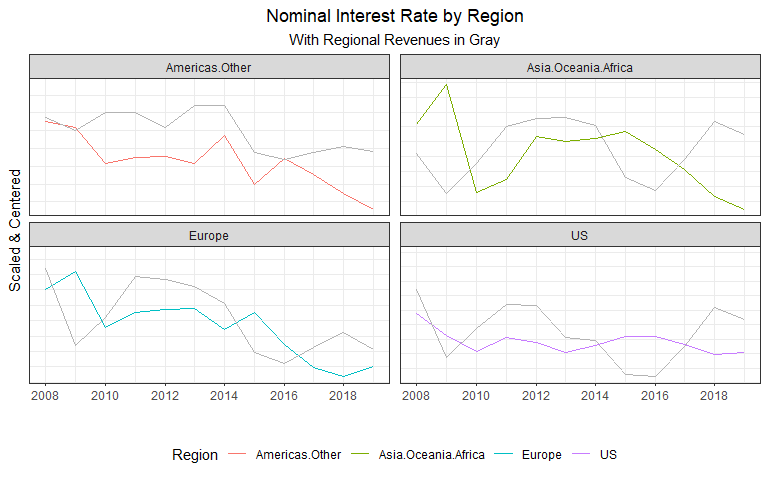 Nominal Interest Rate by Region
With Regional Revenues in Gray
Americas.Other
Asia.Oceania.Africa
Scaled & Centered
Europe
US
2008 2010 2012 2014 2016 2018 2008 2010 2012 2014 2016 2018
Region Americas.Other Asia.Oceania.Africa Europe US